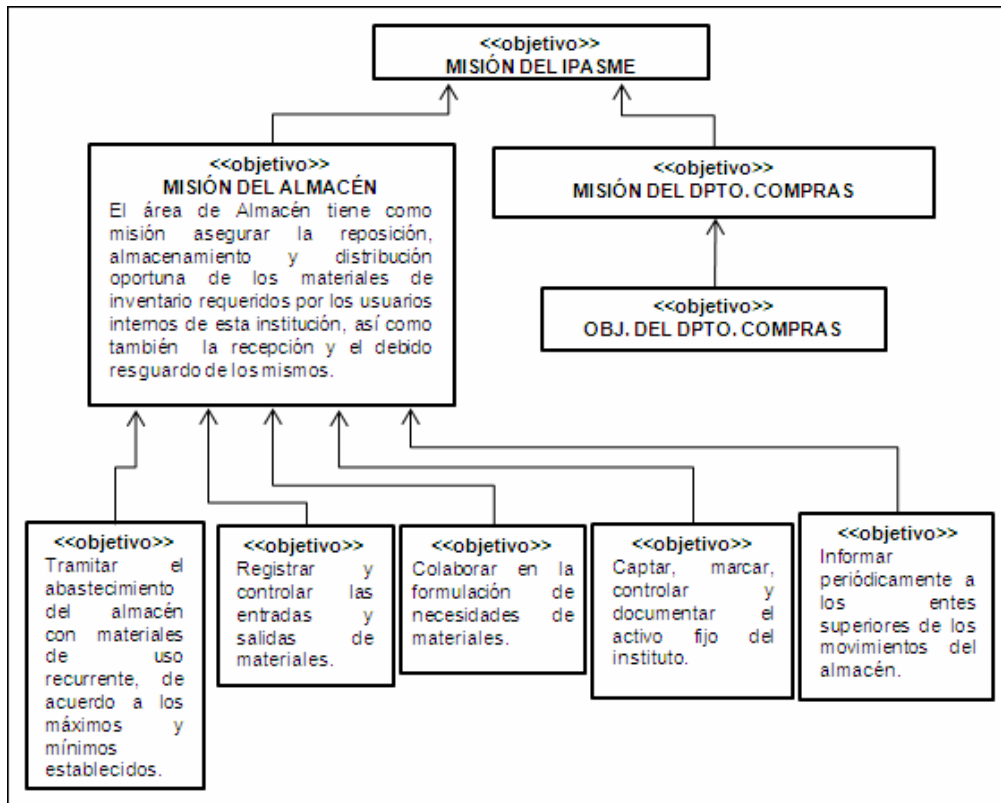 <<objetivo>>
MISIÓN DEL IPASME
<<objetivo>>
MISIÓN DEL ALMACÉN
El área de Almacén tiene como
misión asegurar la reposición,
almacenamiento y distribución
oportuna de los materiales de
inventario requeridos por los usuarios
internos de esta institución, así como
también la recepción y el debido
resguardo de los mismos.
<<objetivo>>
MISIÓN DEL DPTO. COMPRAS
<<objetivo>>
OBJ. DEL DPTO. COMPRAS
<<objetivo>>
Tramitar el
abastecimiento
del almacén
con materiales
de uso
recurrente, de
acuerdo a los
máximos y
mínimos
establecidos.
<<objetivo>>
Registrar y
controlar las
entradas y
salidas de
materiales.
<<objetivo>>
Colaborar en la
formulación de
necesidades de
materiales.
<<objetivo>>
Captar, marcar,
controlar y
documentar el
activo fijo del
instituto.
<<objetivo>>
Informar
periódicamente a
los entes
superiores de los
movimientos del
almacén.